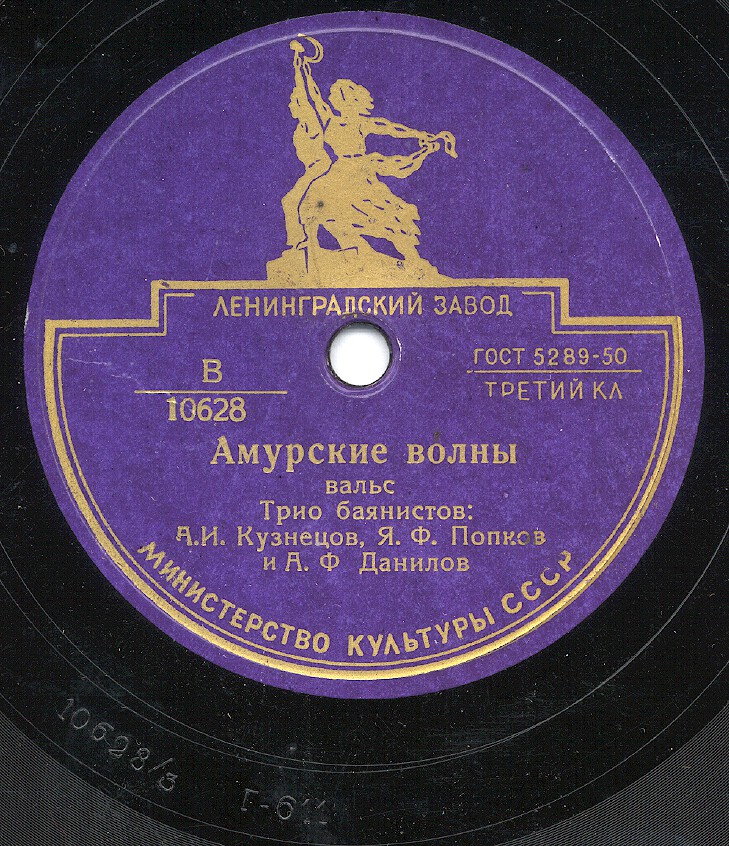 ЛЕНИНГРАДСКИЙ ЗАВОД
В
10628
ГОСТ 5289-50
ТРЕТИЙ КЛ
Амурские волны
вальс
Трио баянистов:
А.И. Кузнецов, Я. Ф. Попков
и А. Ф Данилов
МИНИСТЕРСТВО КУЛЬТУРЫ СССР
10628/3 Г-611